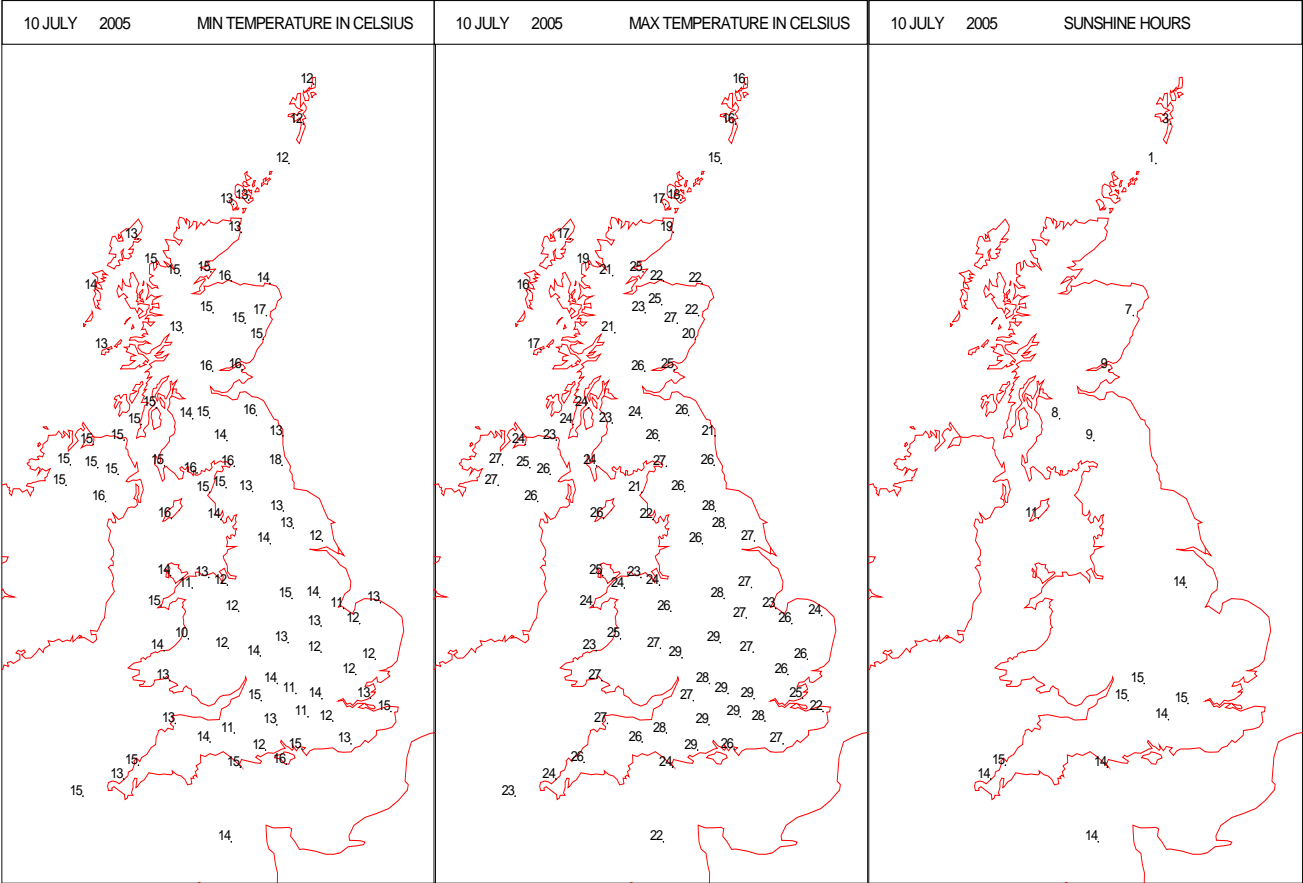 10 JULY 2005 MIN TEMPERATURE IN CELSIUS
12.
12.
12.
13. 13.
13.
13.
15. 15. 15.
16. 14.
14.
15. 17.
15.
13. 15.
13.
16. 16.
15.
14. 15. 16.
15.
15. 15. 14. 13.
15. 15. 15. 16. 18.
15. 16.
15. 15. 15. 13.
16.
16. 14. 13.
13.
14. 12.
14. 13.
11. 12.
15. 14.
15. 12. 11. 13.
13. 12.
10. 13.
14. 12. 14. 12. 12.
13. 14. 12.
15. 11. 14. 13.
15.
13. 11. 13. 11. 12.
14. 12. 15. 13.
15. 15. 16.
13.
15.
14.
10 JULY 2005 MAX TEMPERATURE IN CELSIUS
16.
16.
15.
17. 18.
19.
17.
19. 21. 25.
22. 22.
16.
25.
23. 22.
27.
21. 20.
17.
26. 25.
24.
24. 23. 24. 26.
24. 23. 24. 21.
27. 25. 26. 24. 27. 26.
27. 21. 26.
26.
26. 22. 28.
28.
26. 27.
25. 23.
24. 24. 27.
24. 26. 28. 23.
27. 26. 24.
25. 29.
23. 27. 29. 27. 26.
27. 28. 26.
27. 29. 29. 25.
22.
27. 28. 29. 29. 28.
26. 29. 26. 27.
26. 24.
24.
23.
22.
10 JULY 2005 SUNSHINE HOURS
3.
1.
7.
9.
8.
9.
11.
14.
15.
15. 15.
14.
15. 14.
14.
14.